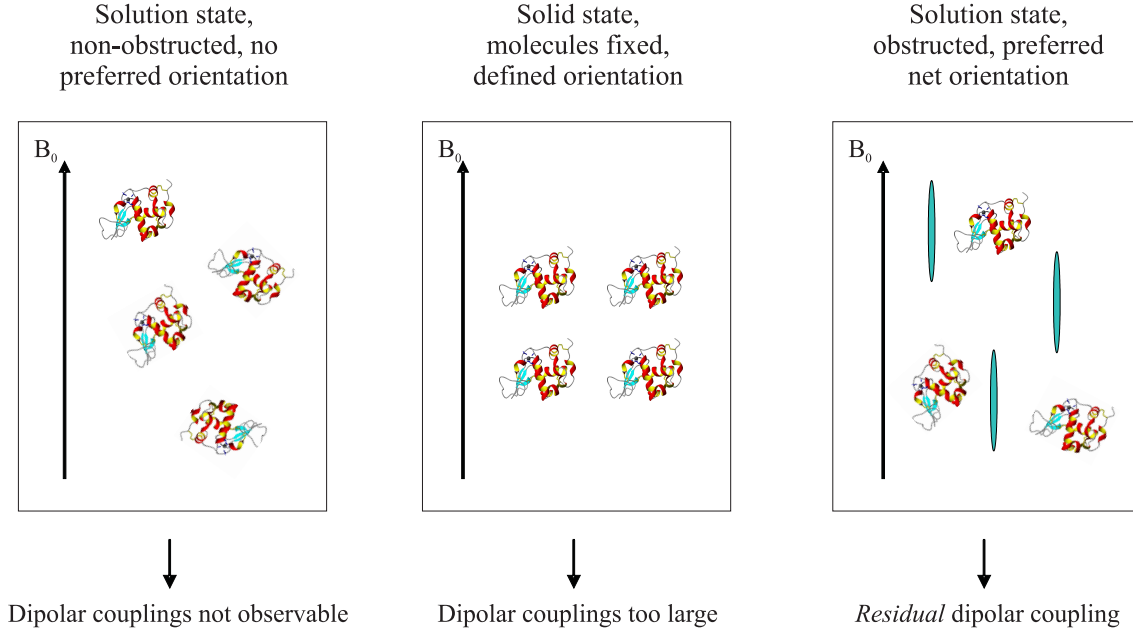 Solution state,
non-obstructed, no
preferred orientation
Solid state,
molecules fixed,
defined orientation
Solution state,
obstructed, preferred
net orientation
B₀
B₀
B₀
Dipolar couplings not observable
Dipolar couplings too large
Residual dipolar coupling